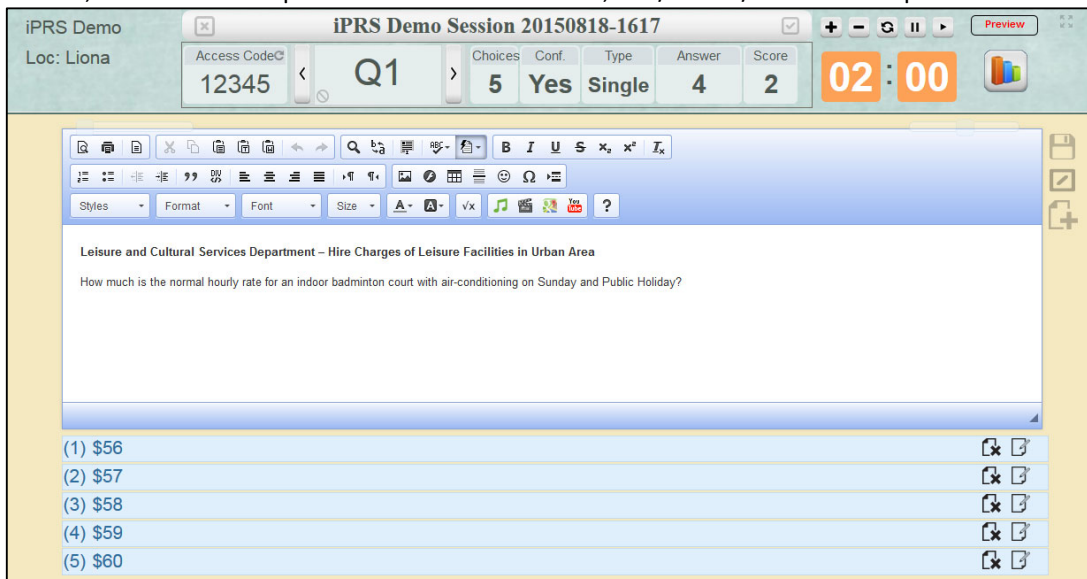 iPRS Demo
Loc: Liona
iPRS Demo Session 20150818-1617
Access Code
12345
Q1
Choices
5
Conf.
Yes
Type
Single
Answer
4
Score
2
02 : 00
Preview
Styles Format Font Size
Leisure and Cultural Services Department – Hire Charges of Leisure Facilities in Urban Area
How much is the normal hourly rate for an indoor badminton court with air-conditioning on Sunday and Public Holiday?
(1) $56
(2) $57
(3) $58
(4) $59
(5) $60